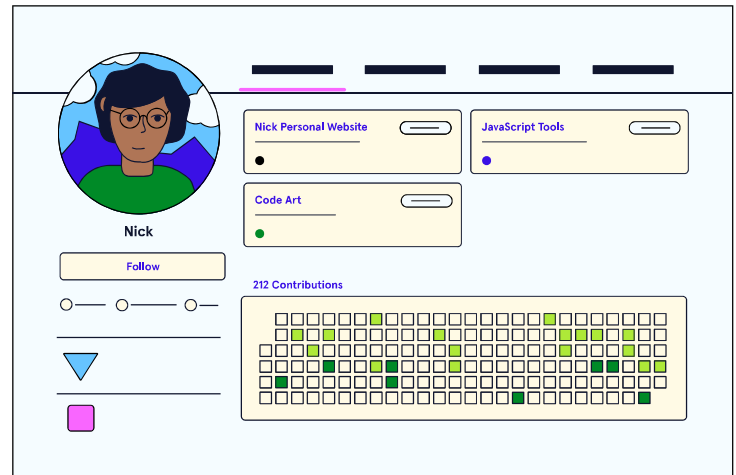 Nick Personal Website
JavaScript Tools
Code Art
Nick
Follow
212 Contributions